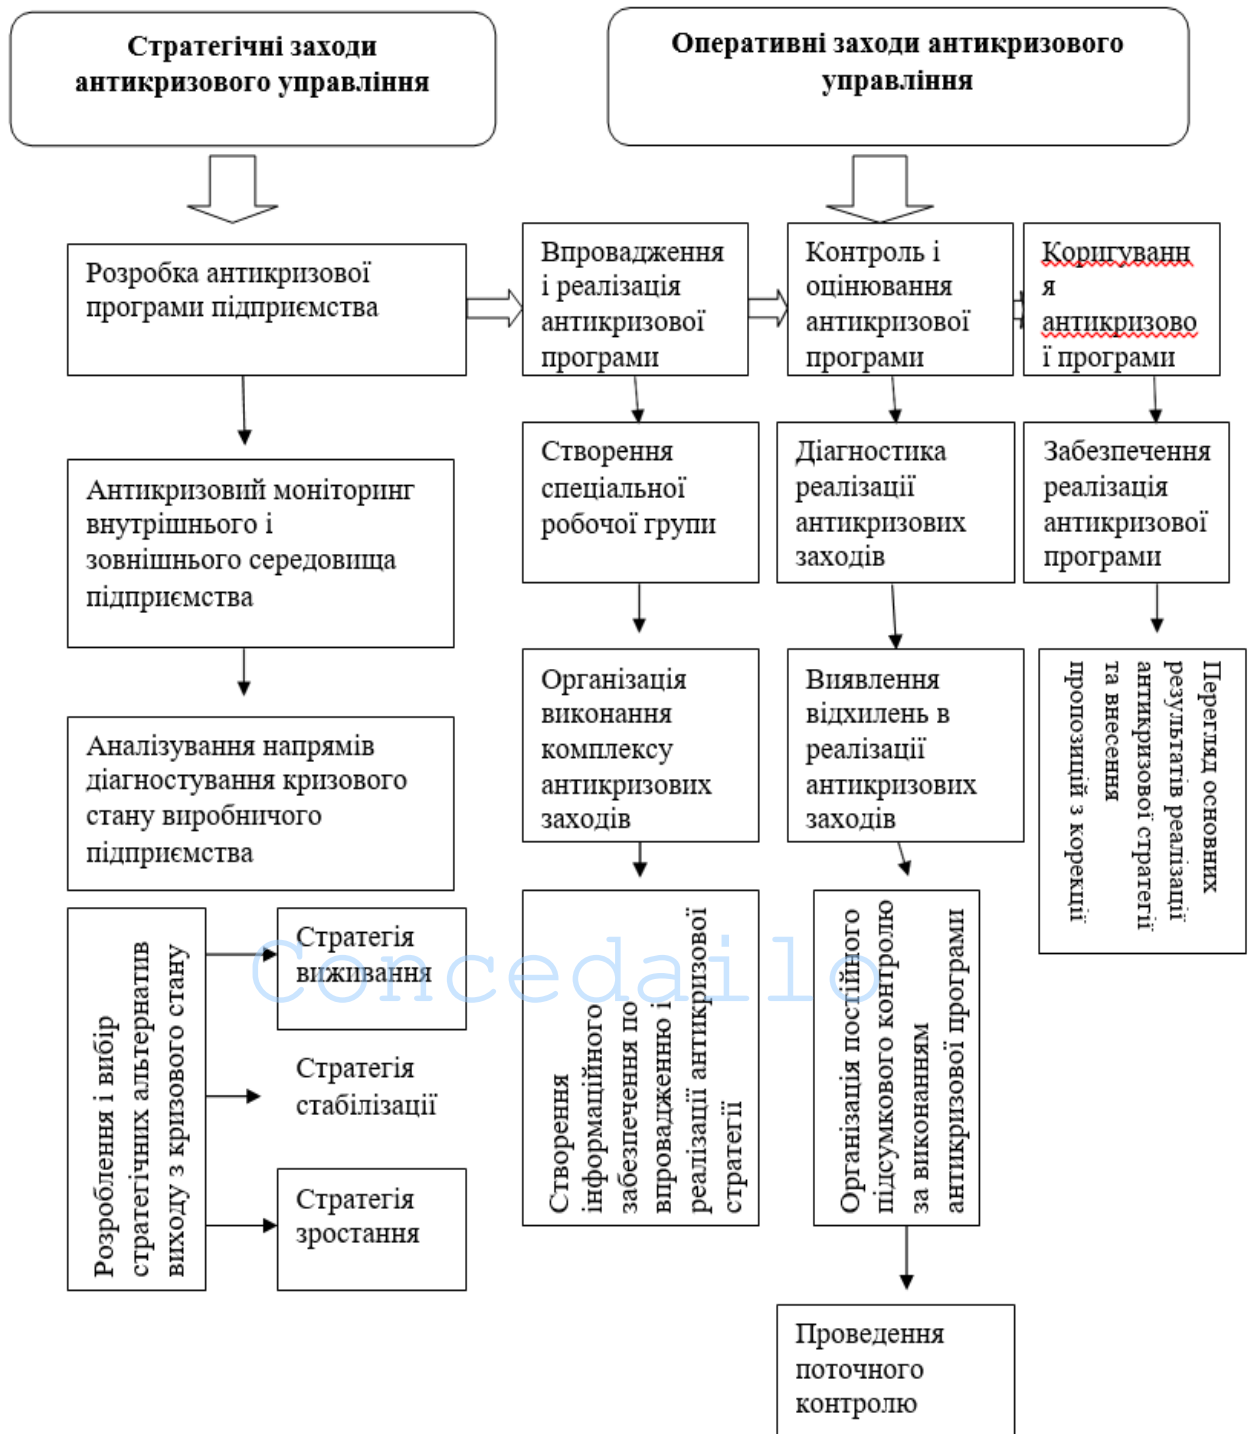 Стратегічні заходи
антикризового управління
Оперативні заходи антикризового
управління
Розробка антикризової
програми підприємства
Впровадження
і реалізація
антикризової
програми
Контроль і
оцінювання
антикризової
програми
Коригуванн
я
антикризово
ї програми
Антикризовий моніторинг
внутрішнього і
зовнішнього середовища
підприємства
Створення
спеціальної
робочої групи
Діагностика
реалізації
антикризових
заходів
Забезпечення
реалізація
антикризової
програми
Аналізування напрямів
діагностування кризового
стану виробничого
підприємства
Організація
виконання
комплексу
антикризових
заходів
Виявлення
відхилень в
реалізації
антикризових
заходів
Перегляд основних
результатів реалізації
антикризової стратегії
та внесення
пропозицій з корекції
Розроблення і вибір
стратегічних альтернатив
виходу з кризового стану
Стратегія
виживання
Стратегія
стабілізації
Стратегія
зростання
Створення
інформаційного
забезпечення по
впровадженню і
реалізації антикризової
стратегії
Організація постійного
підсумкового контролю
за виконанням
антикризової програми
Проведення
поточного
контролю
Concedailo